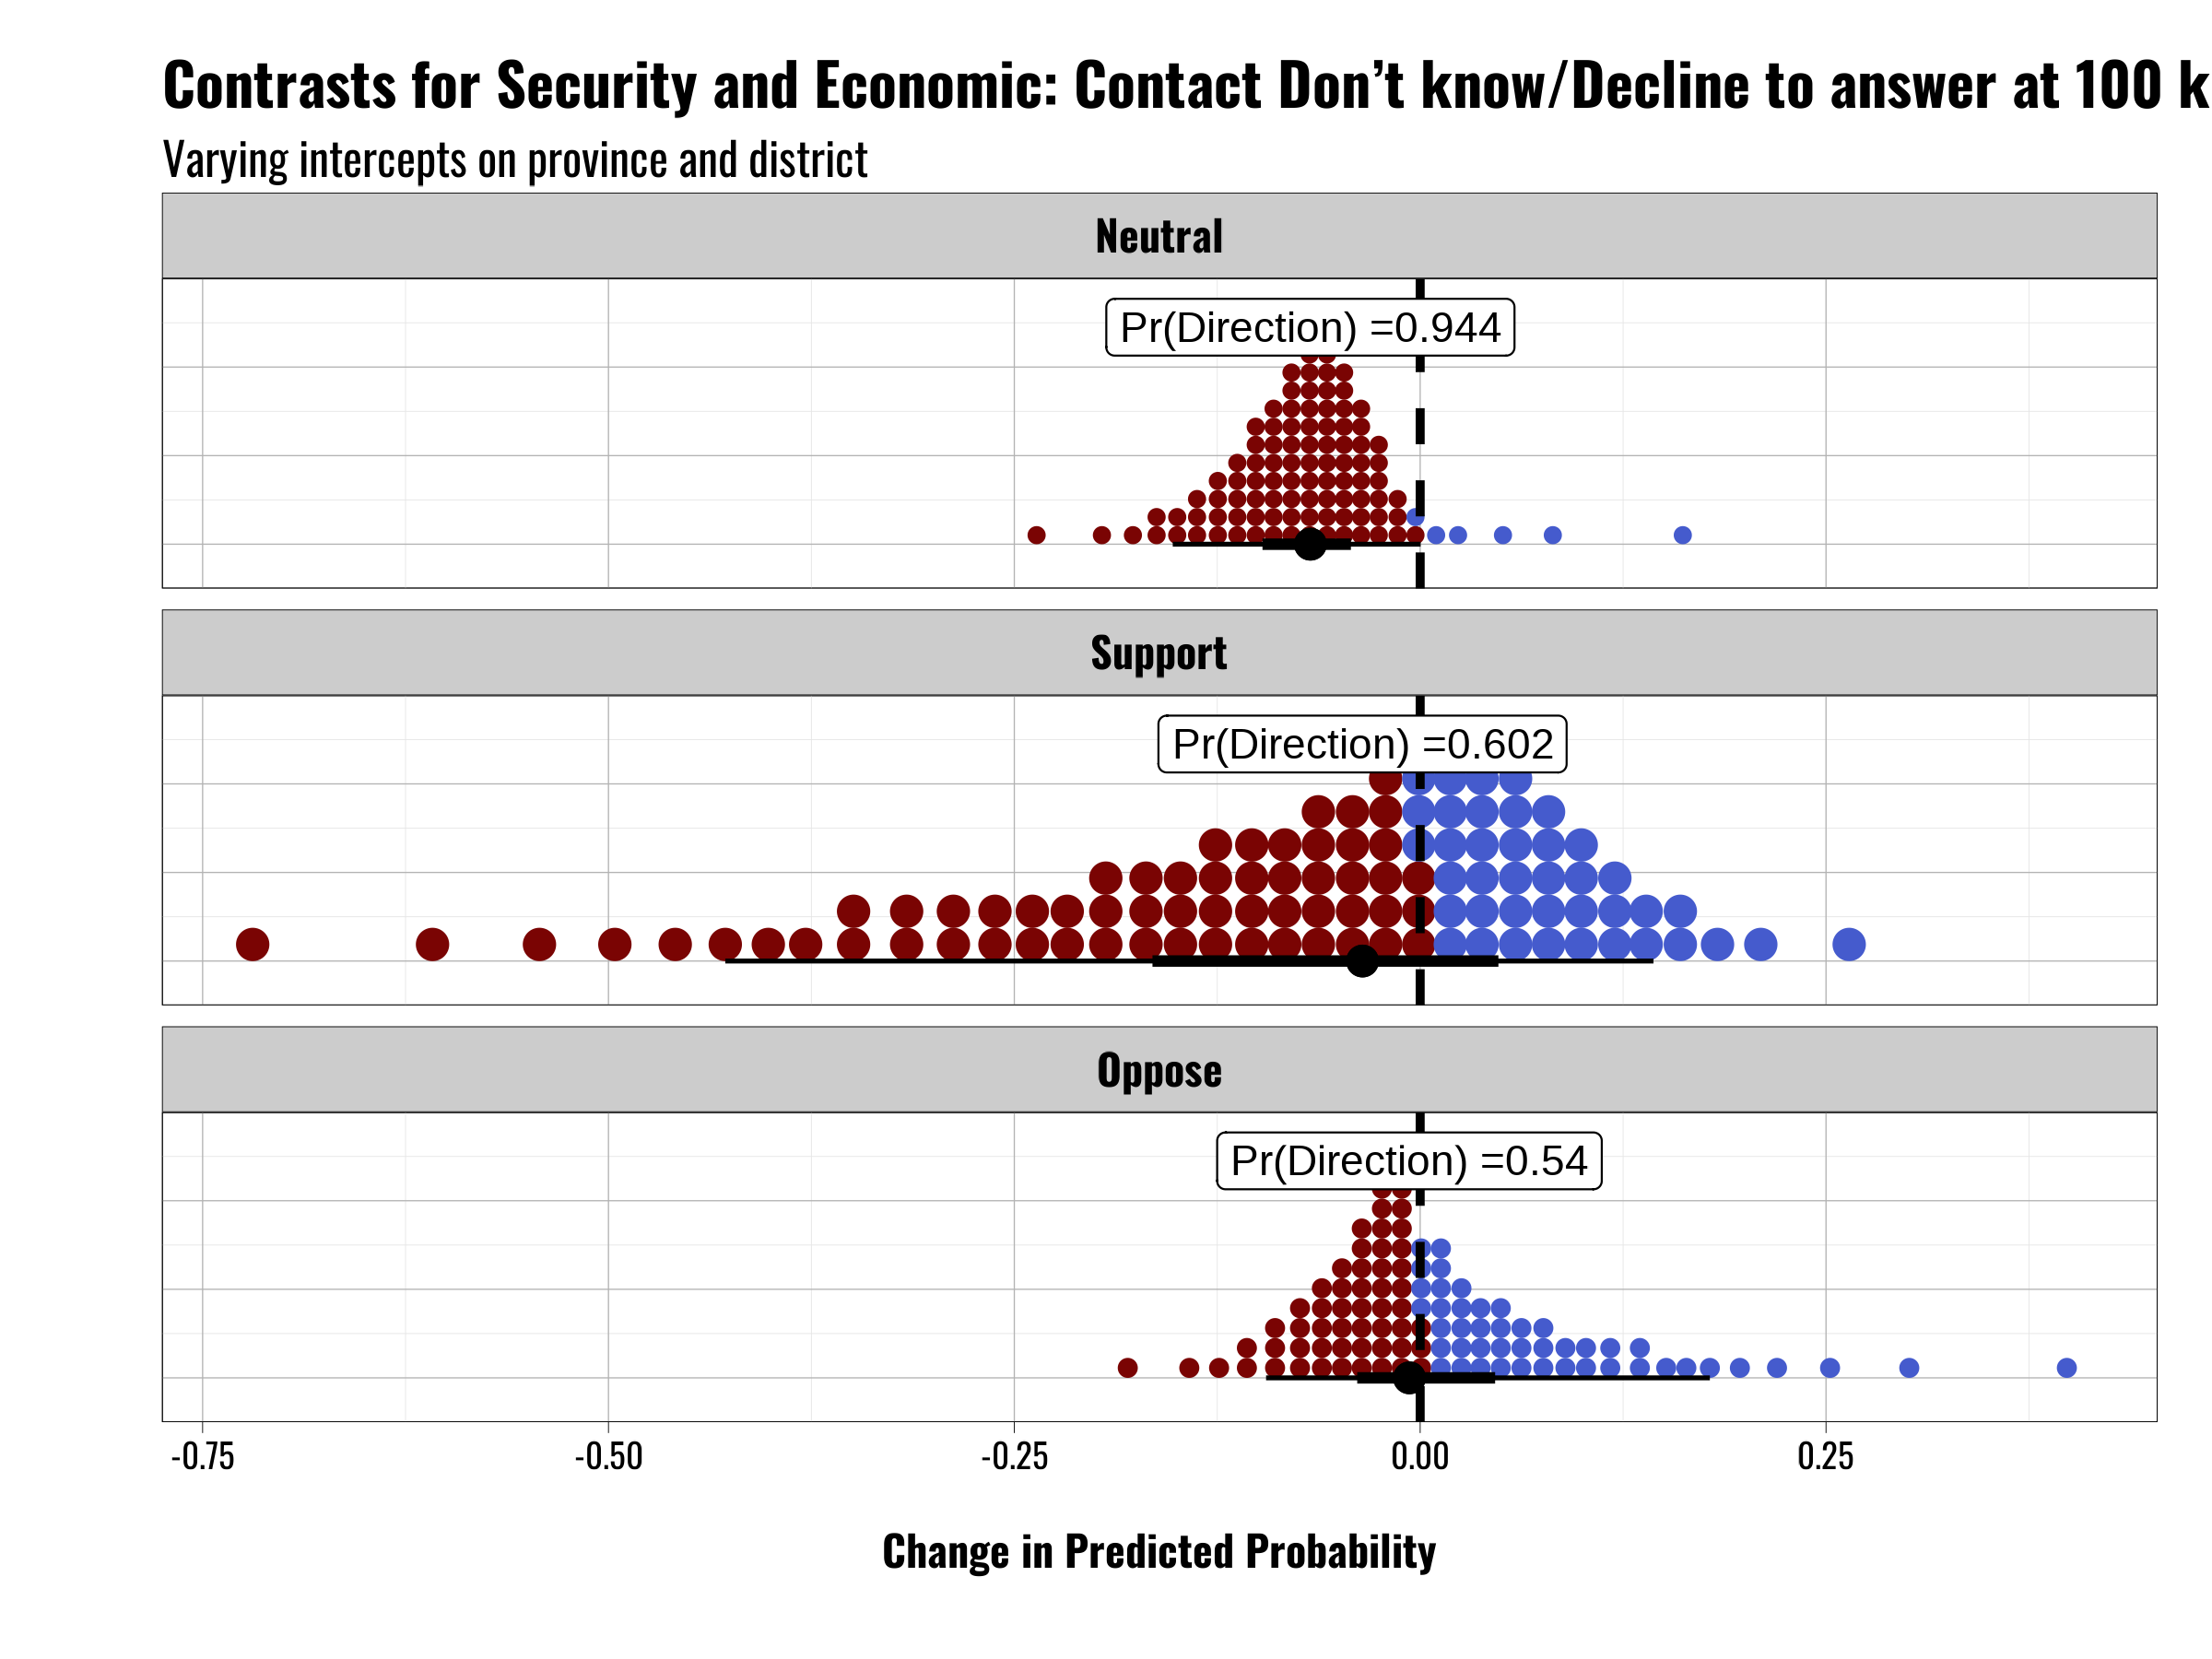 Contrasts for Security and Economic: Contact Don’t know/Decline to answer at 100 k
Varying intercepts on province and district
Neutral
Pr(Direction) =0.944
Support
Pr(Direction) =0.602
Oppose
Pr(Direction) =0.54
-0.75 -0.50 -0.25 0.00 0.25
Change in Predicted Probability